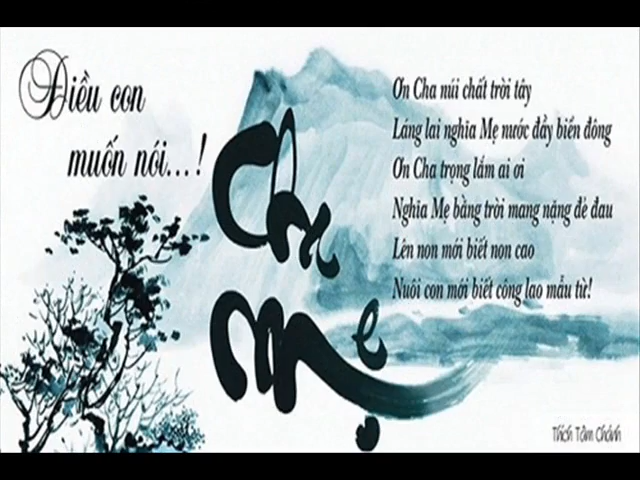 Điều con
muốn nói...!
Cha
Mẹ
Ơn Cha núi chất trời tây
Láng lai nghĩa Mẹ nước đầy biển đông
Ơn Cha trọng lắm ai ơi
Nghĩa Mẹ bằng trời mang nặng đẻ đau
Lên non mới biết non cao
Nuôi con mới biết công lao mẫu từ!
Thích Tâm Chánh